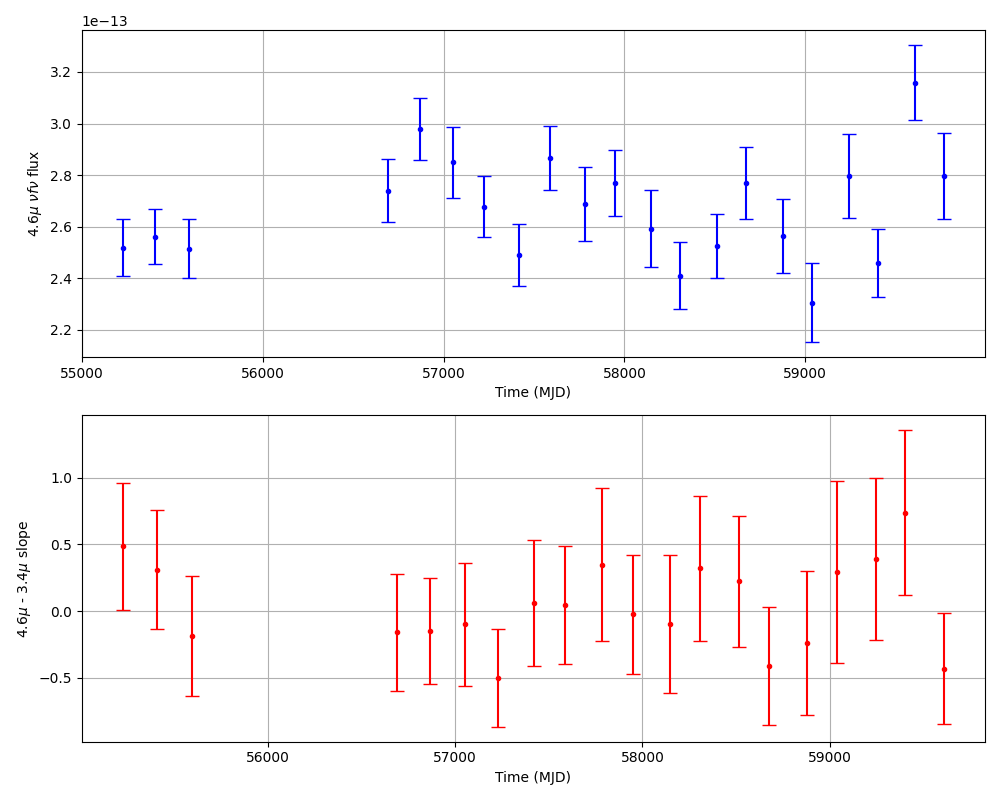 1e−13
3.2
3.0
2.8
2.6
2.4
2.2
4.6μ νfν flux
55000 56000 57000 58000 59000
Time (MJD)
1.0
0.5
0.0
−0.5
4.6μ - 3.4μ slope
56000 57000 58000 59000
Time (MJD)